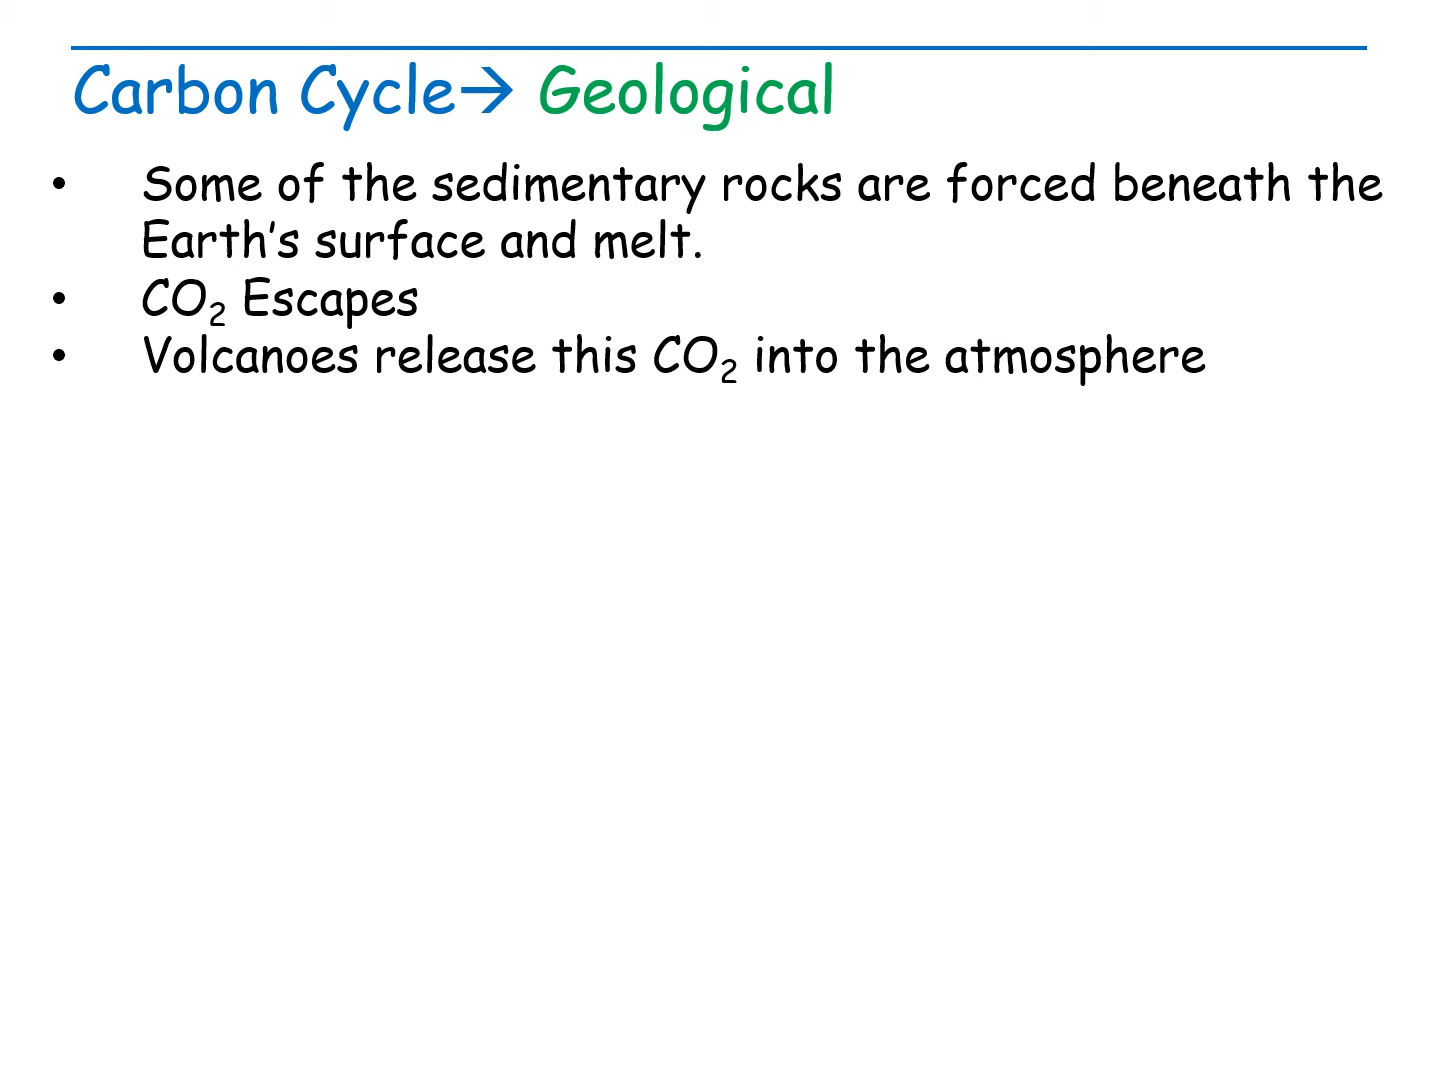 Carbon Cycle→ Geological
• Some of the sedimentary rocks are forced beneath the
Earth's surface and melt.
• CO₂ Escapes
• Volcanoes release this CO₂ into the atmosphere